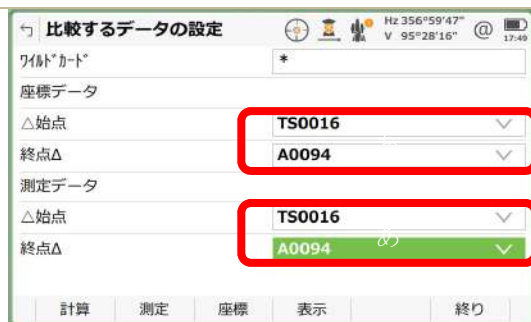 比較するデータの設定
Hz 356°59'47"
V 95°28'16"
@
17:49
ﾜｲﾙﾄﾞｶｰﾄﾞ *
座標データ
△始点 TS0016
終点Δ A0094
測定データ
△始点 TS0016
終点Δ A0094
あ
計算 測定 座標 表示 終り